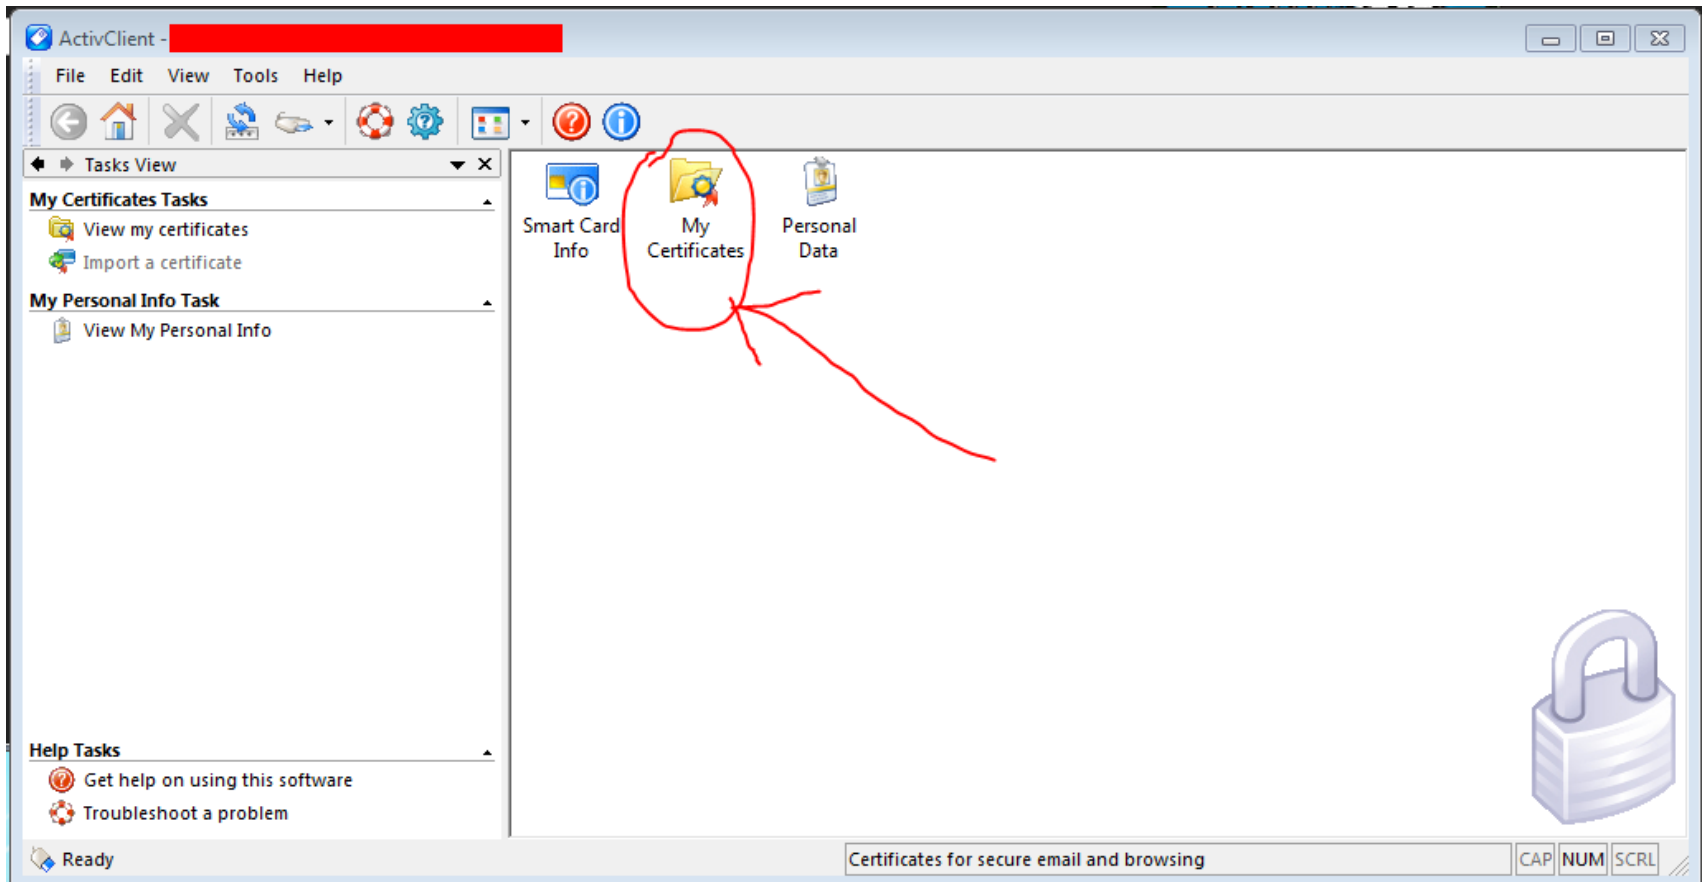 ActivClient -
File Edit View Tools Help
Tasks View
My Certificates Tasks
View my certificates
Import a certificate
My Personal Info Task
View My Personal Info
Smart Card
Info
My
Certificates
Personal
Data
Help Tasks
Get help on using this software
Troubleshoot a problem
Ready
Certificates for secure email and browsing
CAP NUM SCRL